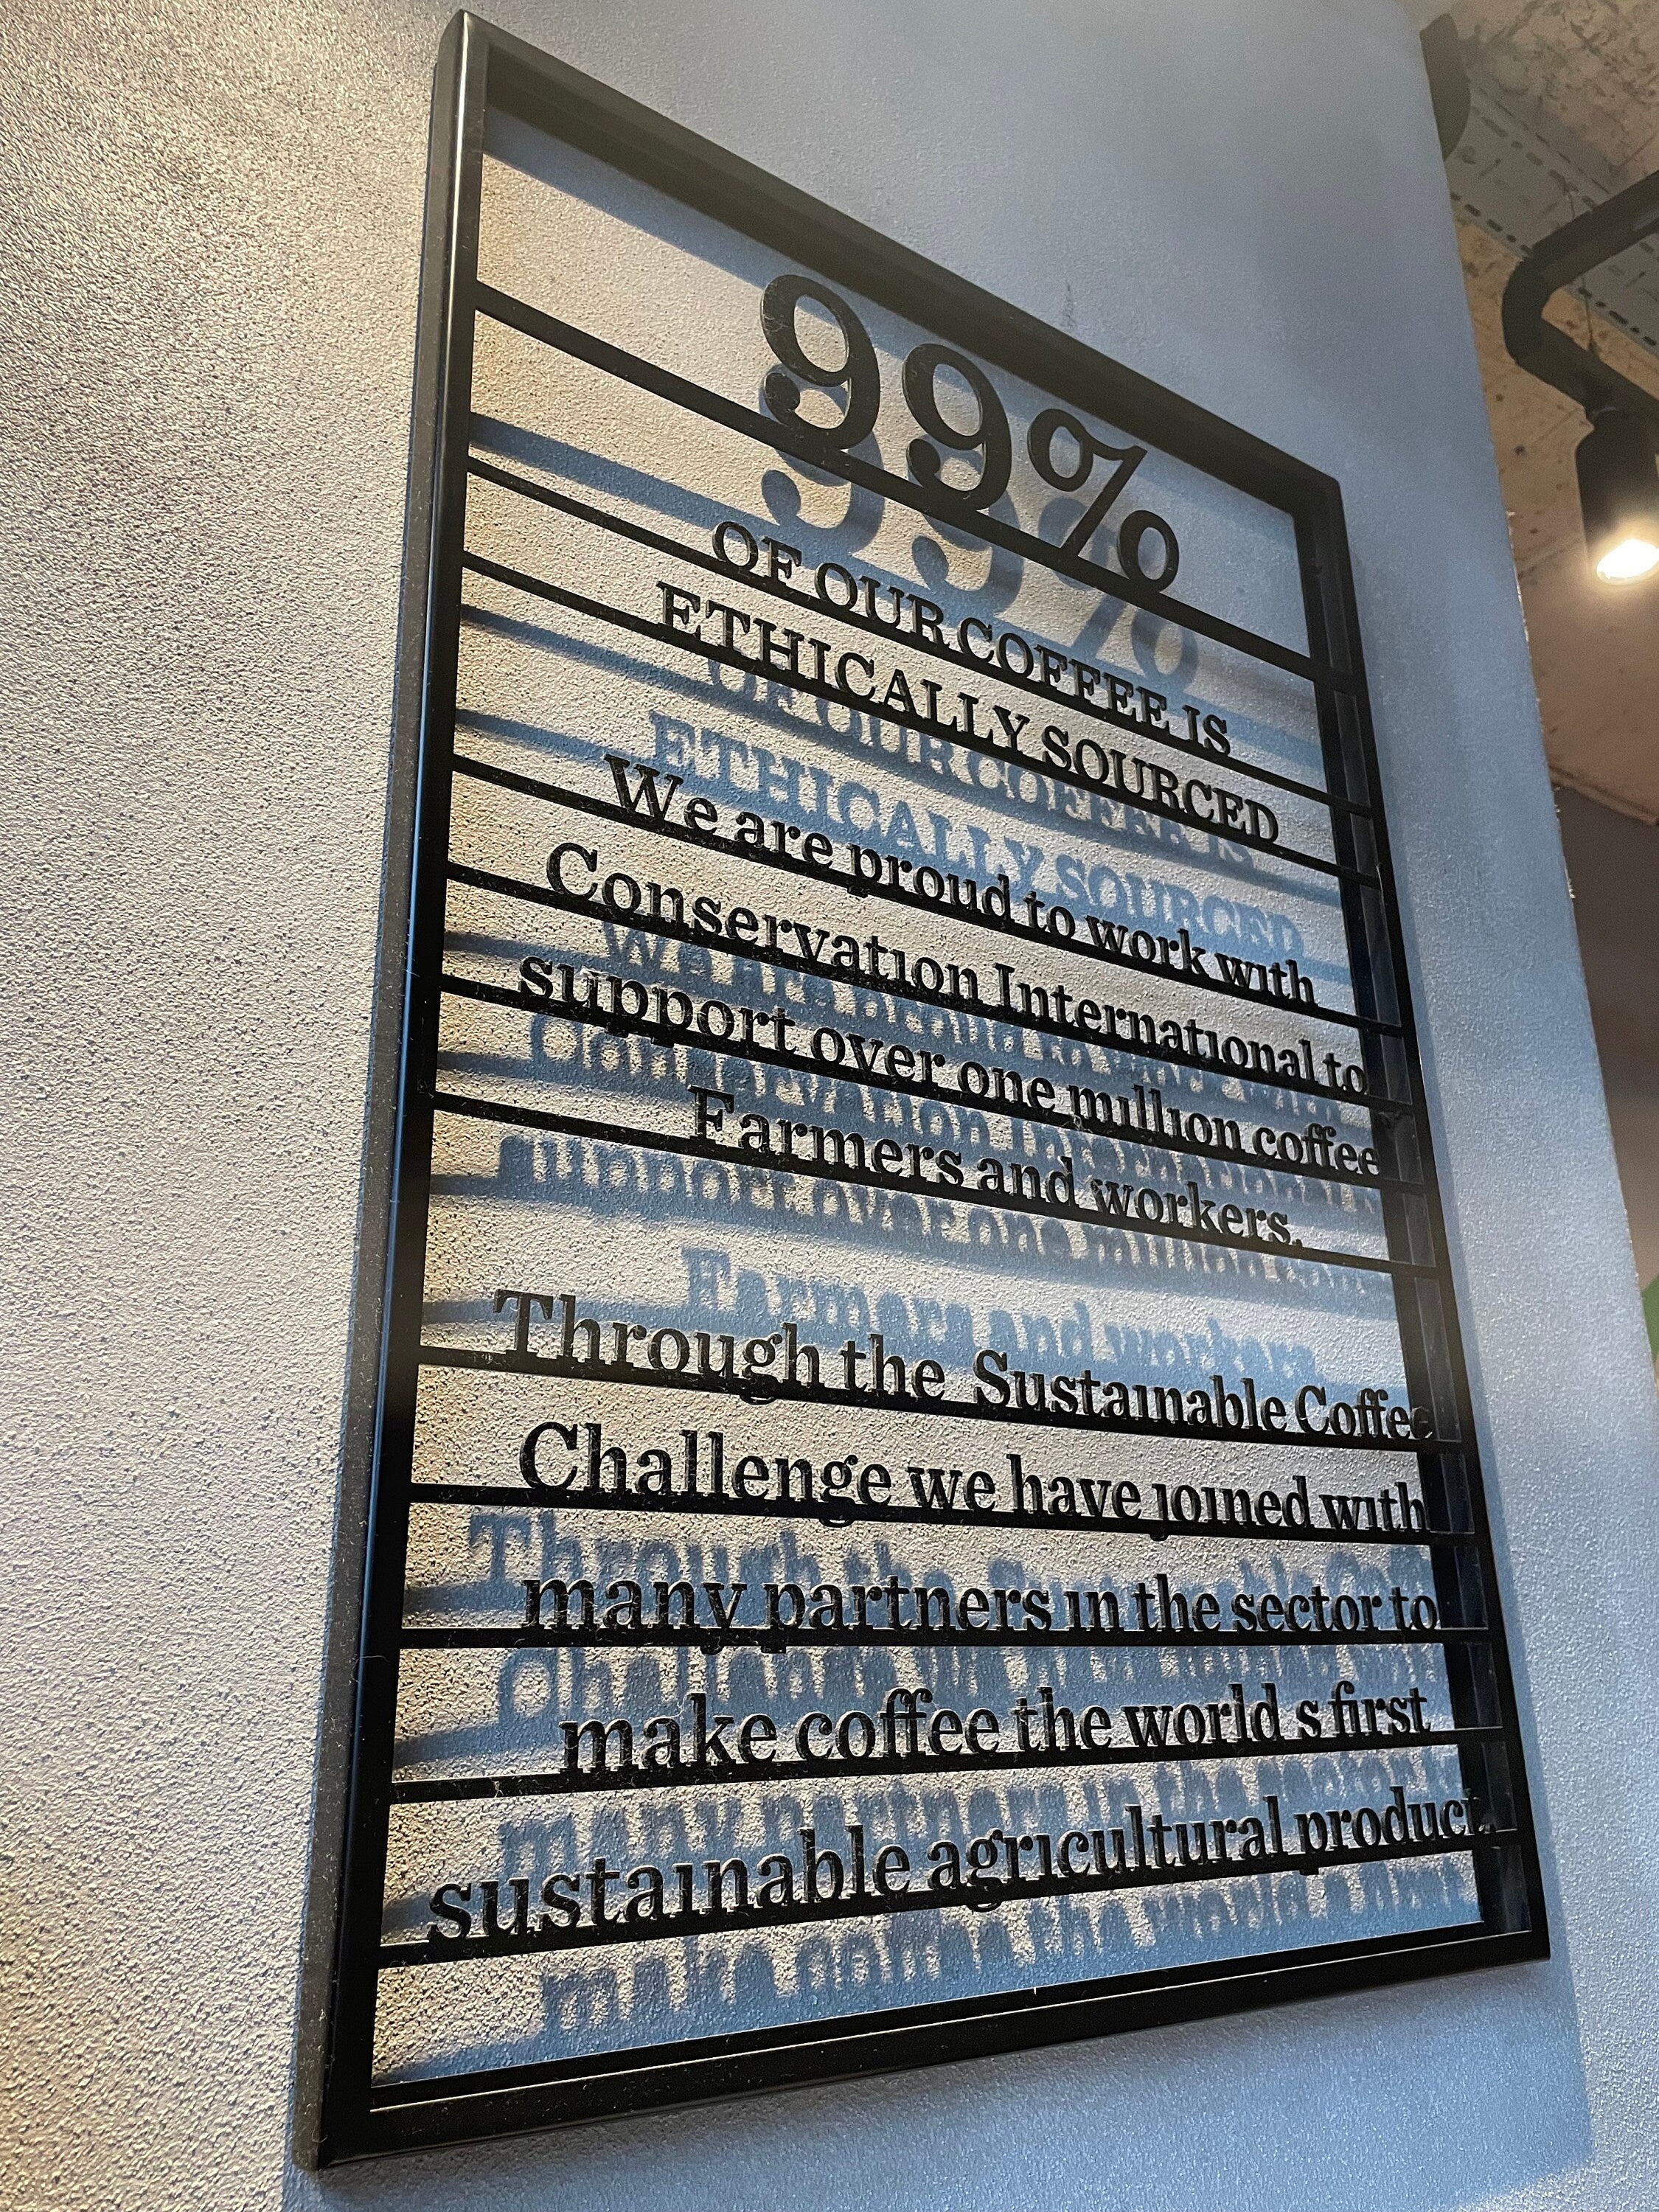 99%
OF OUR COFFEE IS
ETHICALLY SOURCED
We are proud to work with
Conservation International to
support over one million coffee
Farmers and workers.
Through the Sustainable Coffee
Challenge we have joined with
many partners in the sector to
make coffee the world s first
sustainable agricultural product.